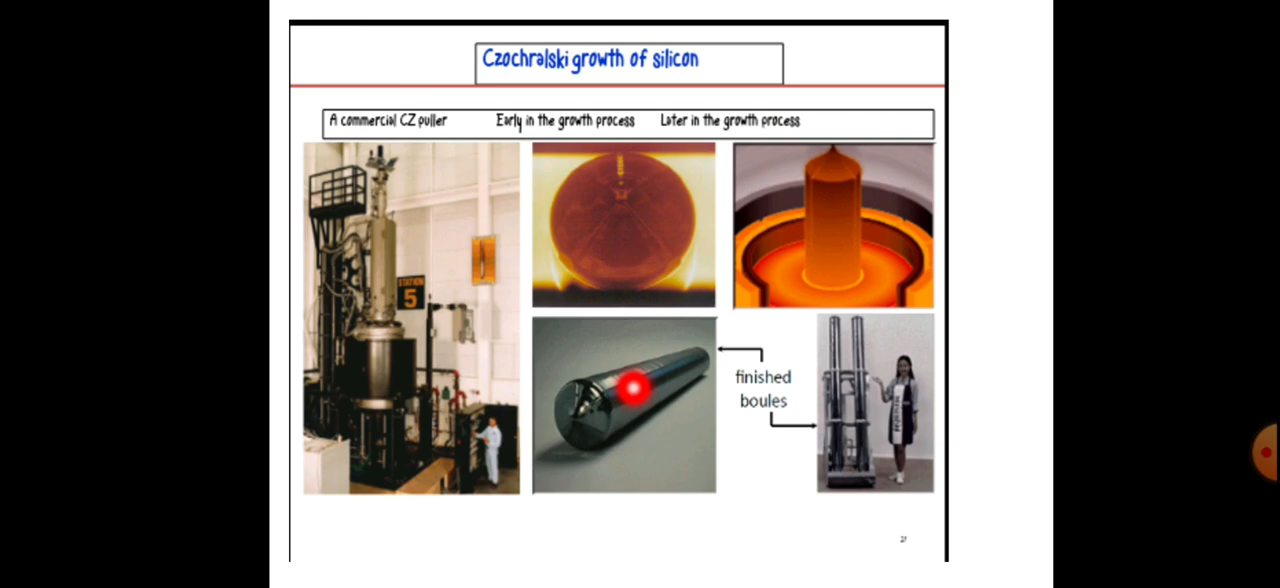 Czochralski growth of silicon
A commercial CZ puller Early in the growth process Later in the growth process
STATION
5
finished
boules